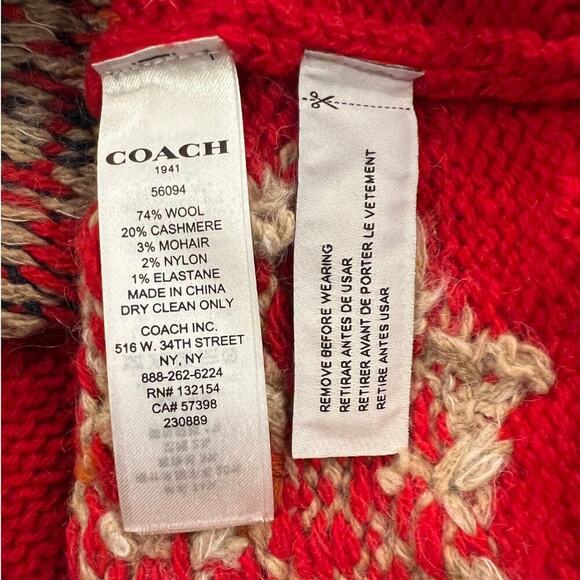 COACH
1941
56094
74% WOOL
20% CASHMERE
3% MOHAIR
2% NYLON
1% ELASTANE
MADE IN CHINA
DRY CLEAN ONLY
COACH INC.
516 W. 34TH STREET
NY, NY
888-262-6224
RN# 132154
CA# 57398
230889
REMOVE BEFORE WEARING
RETIRAR ANTES DE USAR
RETIRER AVANT DE PORTER LE VETEMENT
RETIRE ANTES USAR